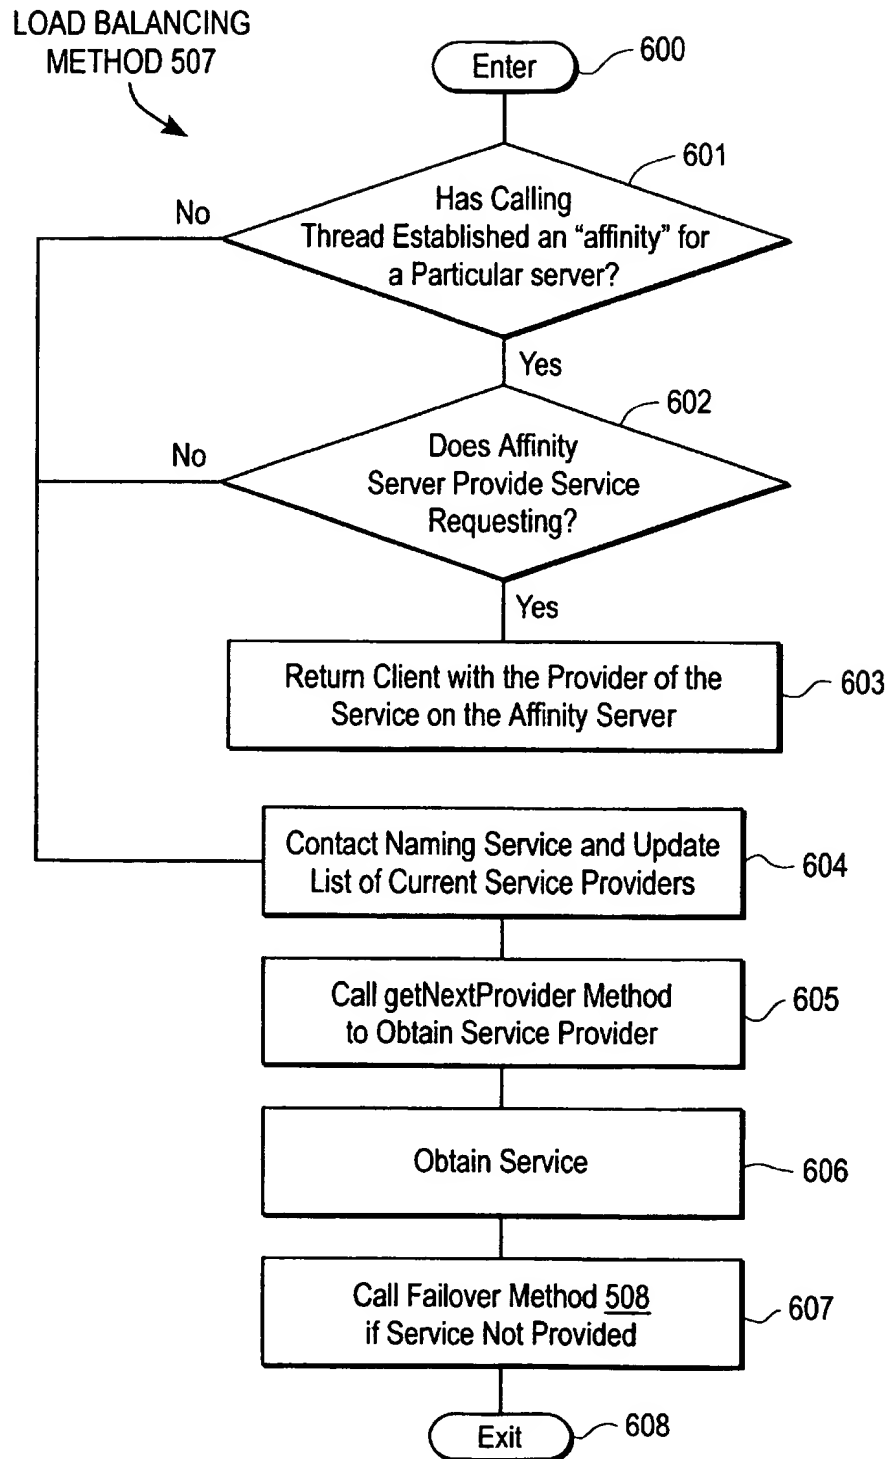 LOAD BALANCING
METHOD 507
Enter
600
601
Has Calling
Thread Established an “affinity” for
a Particular server?
No
Yes
602
Does Affinity
Server Provide Service
Requesting?
No
Yes
Return Client with the Provider of the
Service on the Affinity Server
603
Contact Naming Service and Update
List of Current Service Providers
604
Call getNextProvider Method
to Obtain Service Provider
605
Obtain Service
606
Call Failover Method 508
if Service Not Provided
607
Exit
608